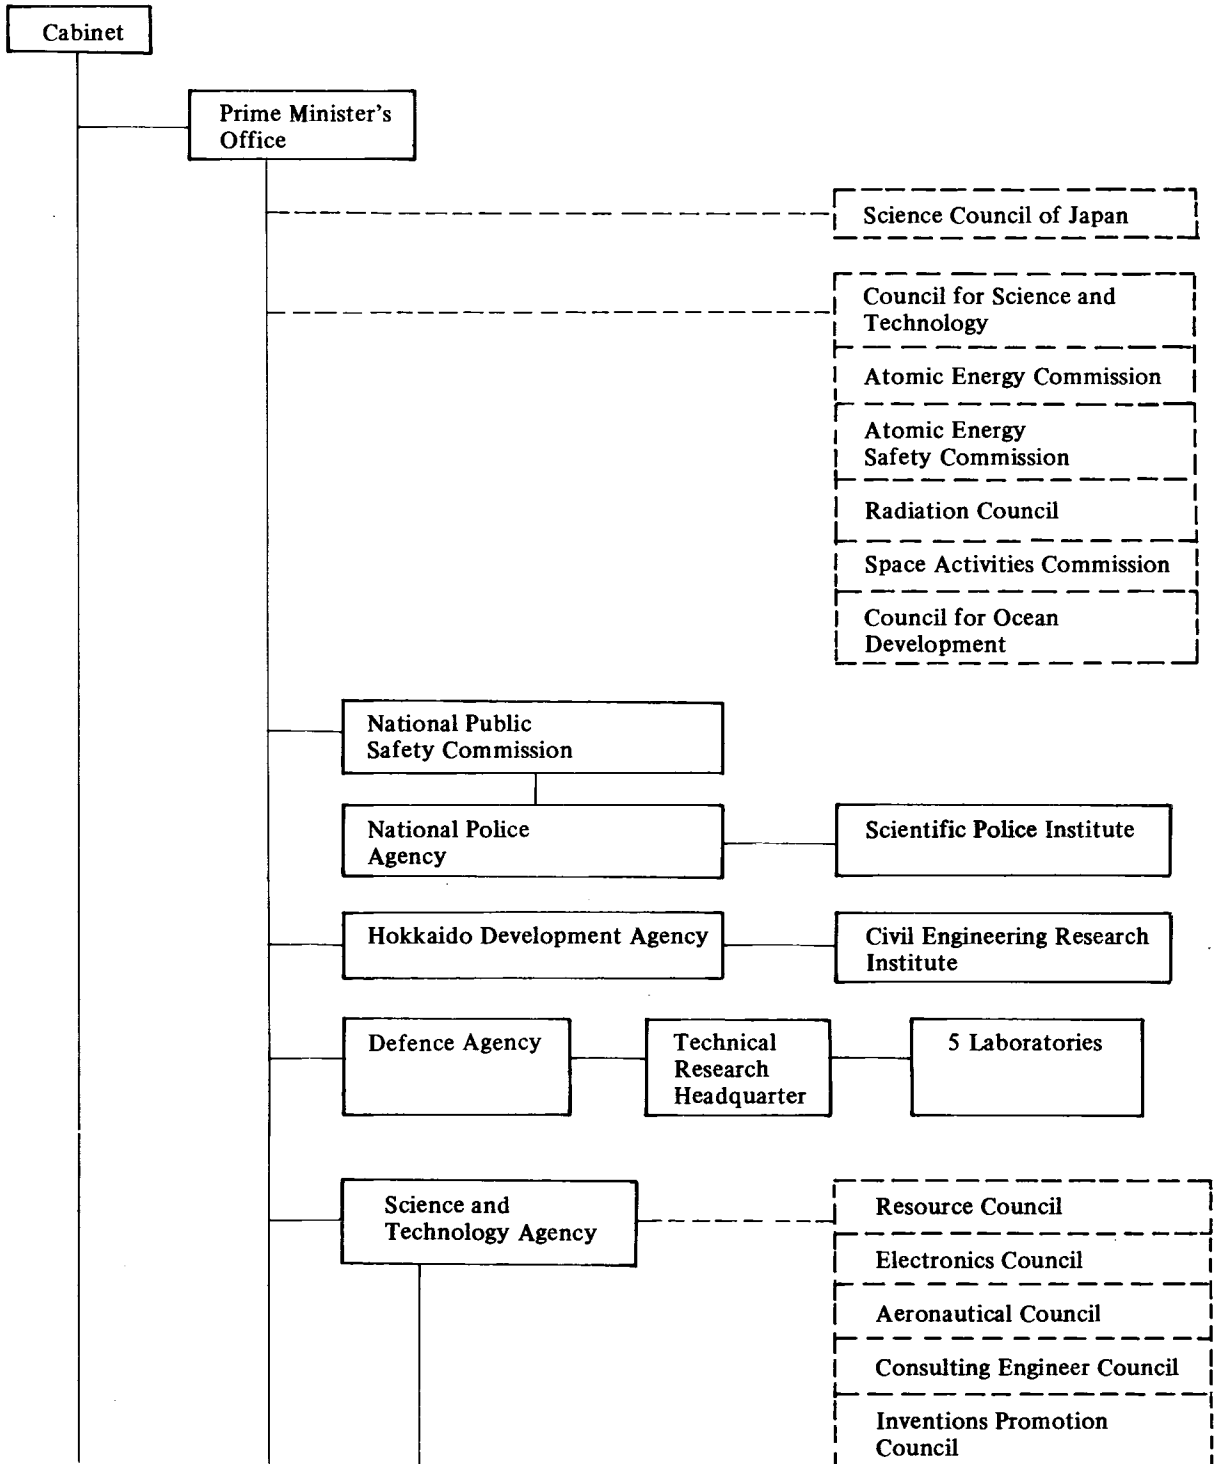 Cabinet
Prime Minister's
Office
Science Council of Japan
Council for Science and
Technology
Atomic Energy Commission
Atomic Energy
Safety Commission
Radiation Council
Space Activities Commission
Council for Ocean
Development
National Public
Safety Commission
National Police
Agency
Scientific Police Institute
Hokkaido Development Agency
Civil Engineering Research
Institute
Defence Agency
Technical
Research
Headquarter
5 Laboratories
Science and
Technology Agency
Resource Council
Electronics Council
Aeronautical Council
Consulting Engineer Council
Inventions Promotion
Council